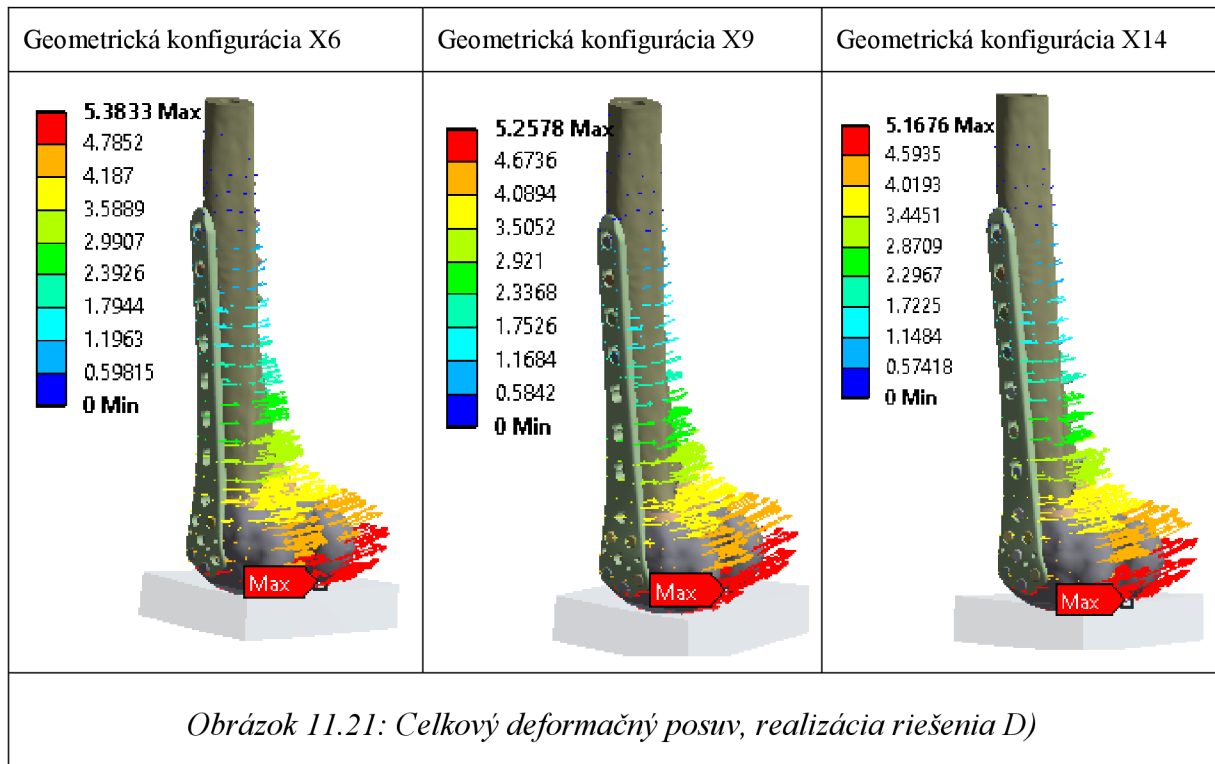 Geometrická konfigurácia X6
Geometrická konfigurácia X9
Geometrická konfigurácia X14
5.3833 Max
4.7852
4.187
3.5889
2.9907
2.3926
1.7944
1.1963
0.59815
0 Min
Max
5.2578 Max
4.6736
4.0894
3.5052
2.921
2.3368
1.7526
1.1684
0.5842
0 Min
Max
5.1676 Max
4.5935
4.0193
3.4451
2.8709
2.2967
1.7225
1.1484
0.57418
0 Min
Max
Obrázok 11.21: Celkový deformačný posuv, realizácia riešenia D)